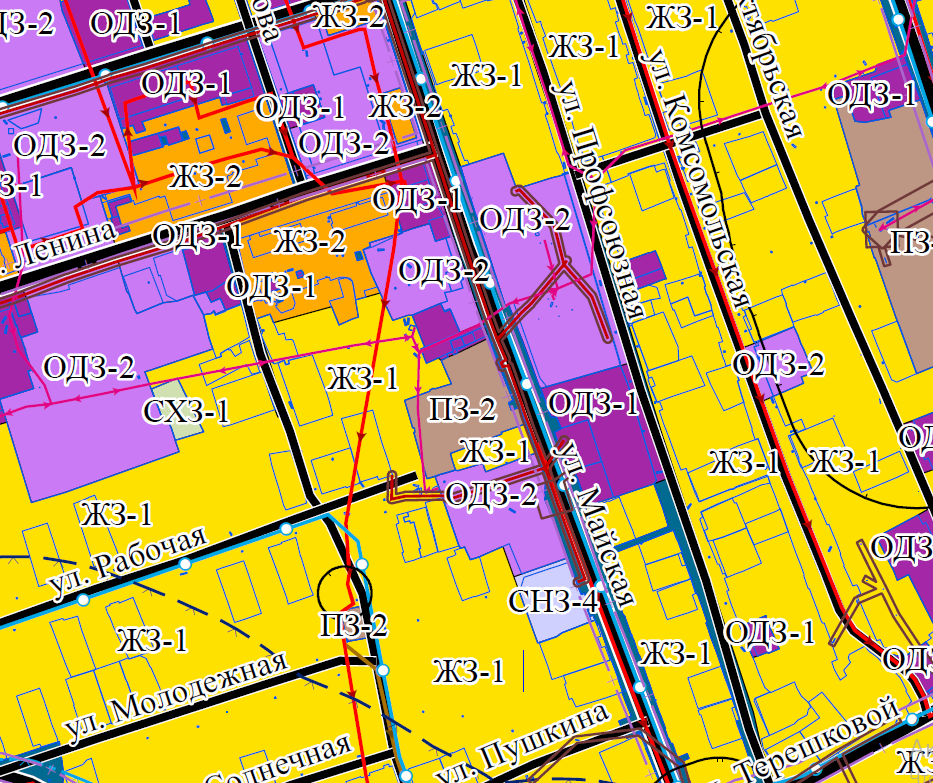 ОДЗ-1
ЖЗ-2
ЖЗ-1
ЖЗ-1
ЖЗ-1
ОДЗ-1
ОДЗ-1
ЖЗ-2
ОДЗ-1
ОДЗ-2
ОДЗ-2
ЖЗ-2
ОДЗ-1
ОДЗ-2
ул. Профсоюзная
ул. Комсомольская
Ленина
ОДЗ-1
ЖЗ-2
ОДЗ-1
ОДЗ-2
ОДЗ-2
СХЗ-1
ЖЗ-1
ПЗ-2
ОДЗ-1
ОДЗ-2
ЖЗ-1
ОДЗ-2
ЖЗ-1
ЖЗ-1
ЖЗ-1
ул. Рабочая
ул. Майская
СНЗ-4
ПЗ-2
ЖЗ-1
ЖЗ-1
ЖЗ-1
ОДЗ-1
ул. Молодежная
ул. Пушкина
Терешковой
Солнечная